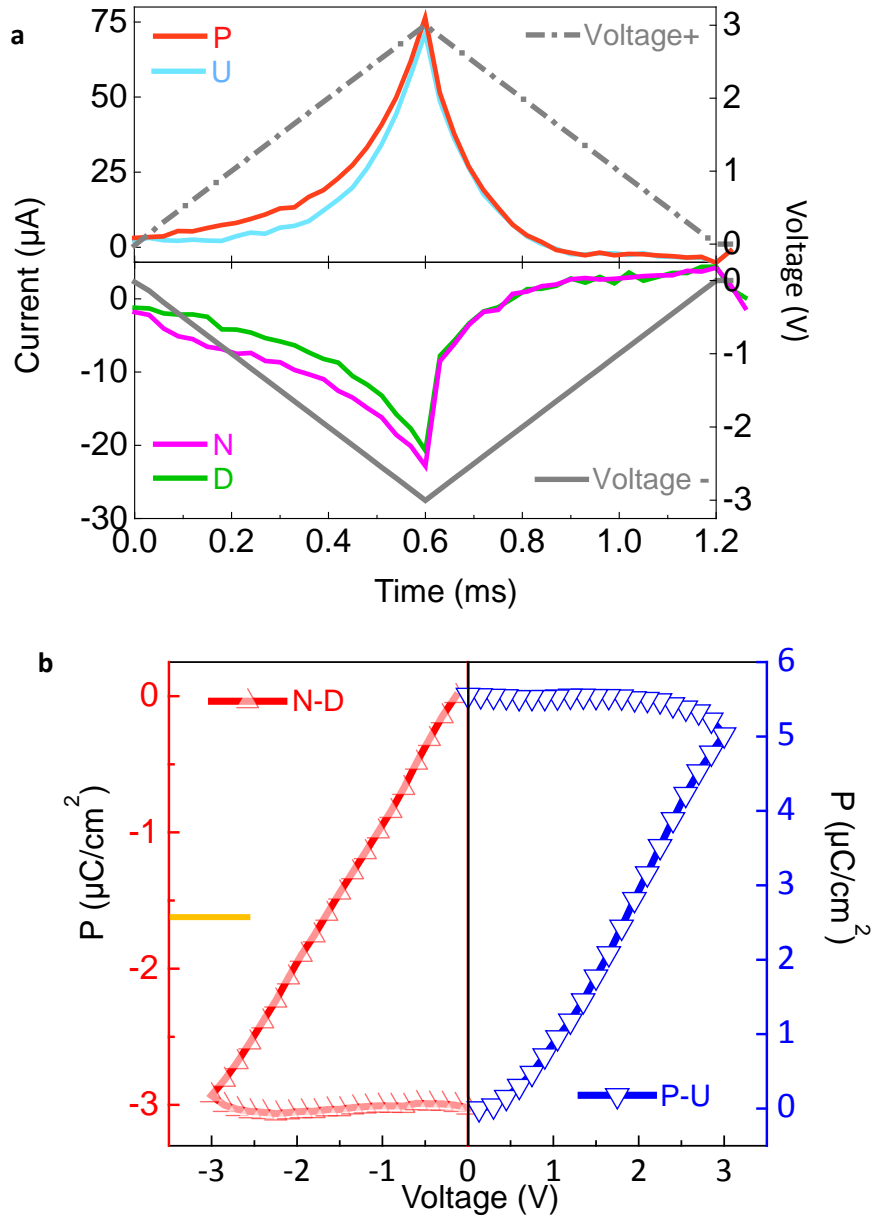 a
P
U
Voltage+
75
50
25
0
3
2
1
0
Current (µA)
Voltage (V)
0
-10
-20
-30
0
-1
-2
-3
N
D
Voltage -
0.0 0.2 0.4 0.6 0.8 1.0 1.2
Time (ms)
b
N-D
P-U
0
-1
-2
-3
P (µC/cm2)
6
5
4
3
2
1
0
P (µC/cm2)
-3 -2 -1 0 1 2 3
Voltage (V)